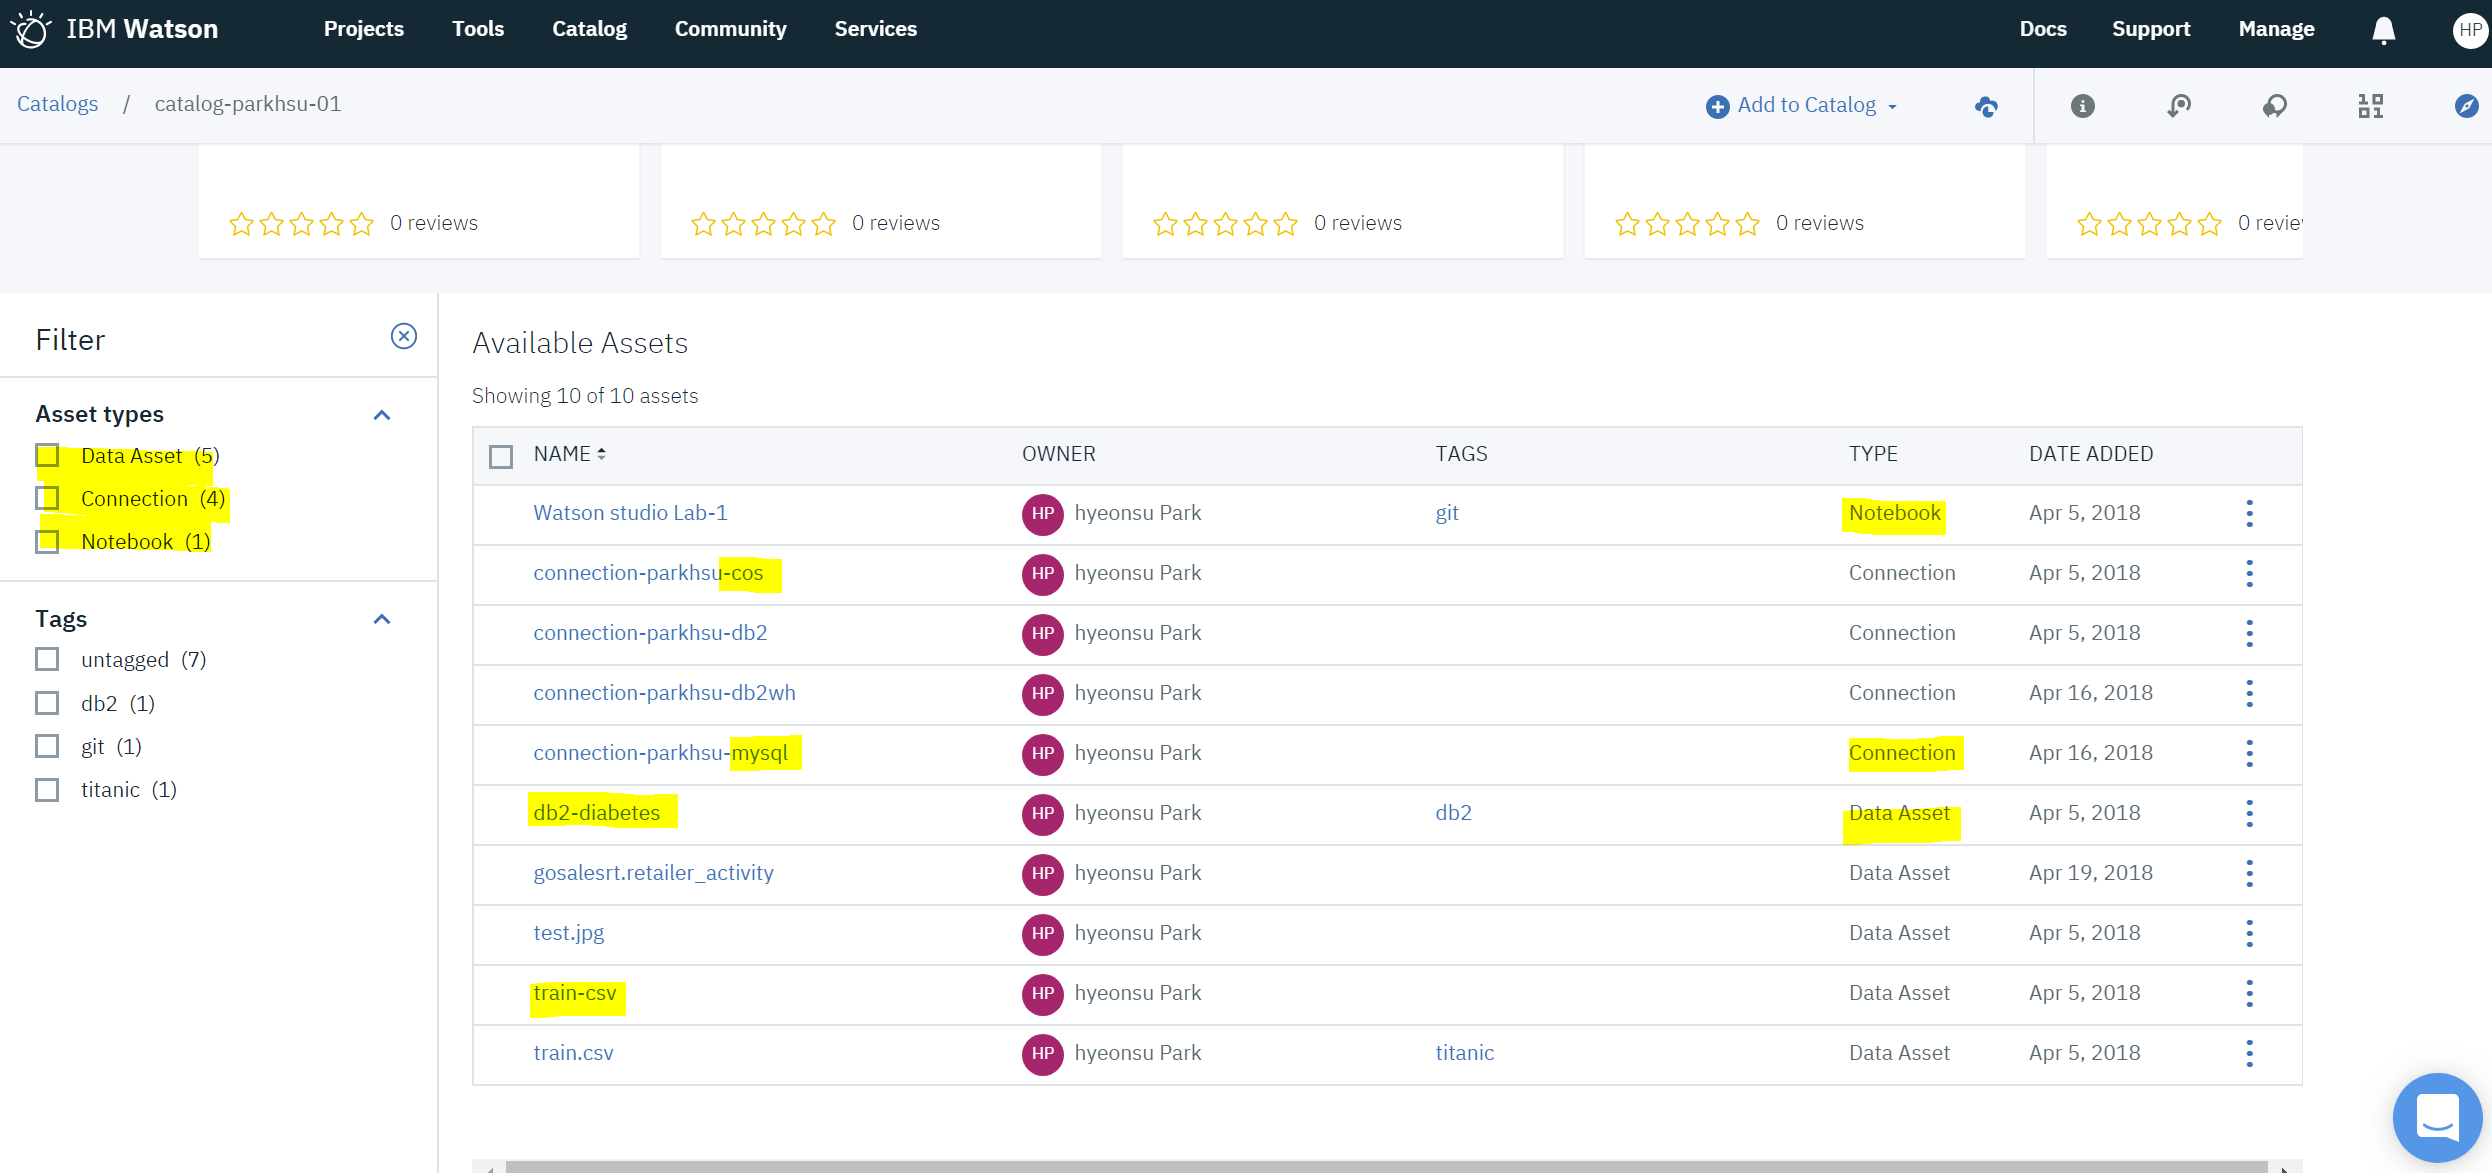 IBM Watson Projects Tools Catalog Community Services Docs Support Manage HP
Catalogs / catalog-parkhsu-01 Add to Catalog
0 reviews 0 reviews 0 reviews 0 reviews 0 revie
Filter
Asset types
Data Asset (5)
Connection (4)
Notebook (1)
Tags
untagged (7)
db2 (1)
git (1)
titanic (1)
Available Assets
Showing 10 of 10 assets
NAME OWNER TAGS TYPE DATE ADDED
Watson studio Lab-1 HP hyeonsu Park git Notebook Apr 5, 2018
connection-parkhsu-cos HP hyeonsu Park Connection Apr 5, 2018
connection-parkhsu-db2 HP hyeonsu Park Connection Apr 5, 2018
connection-parkhsu-db2wh HP hyeonsu Park Connection Apr 16, 2018
connection-parkhsu-mysql HP hyeonsu Park Connection Apr 16, 2018
db2-diabetes HP hyeonsu Park db2 Data Asset Apr 5, 2018
gosalesrt.retailer_activity HP hyeonsu Park Data Asset Apr 19, 2018
test.jpg HP hyeonsu Park Data Asset Apr 5, 2018
train-csv HP hyeonsu Park Data Asset Apr 5, 2018
train.csv HP hyeonsu Park titanic Data Asset Apr 5, 2018